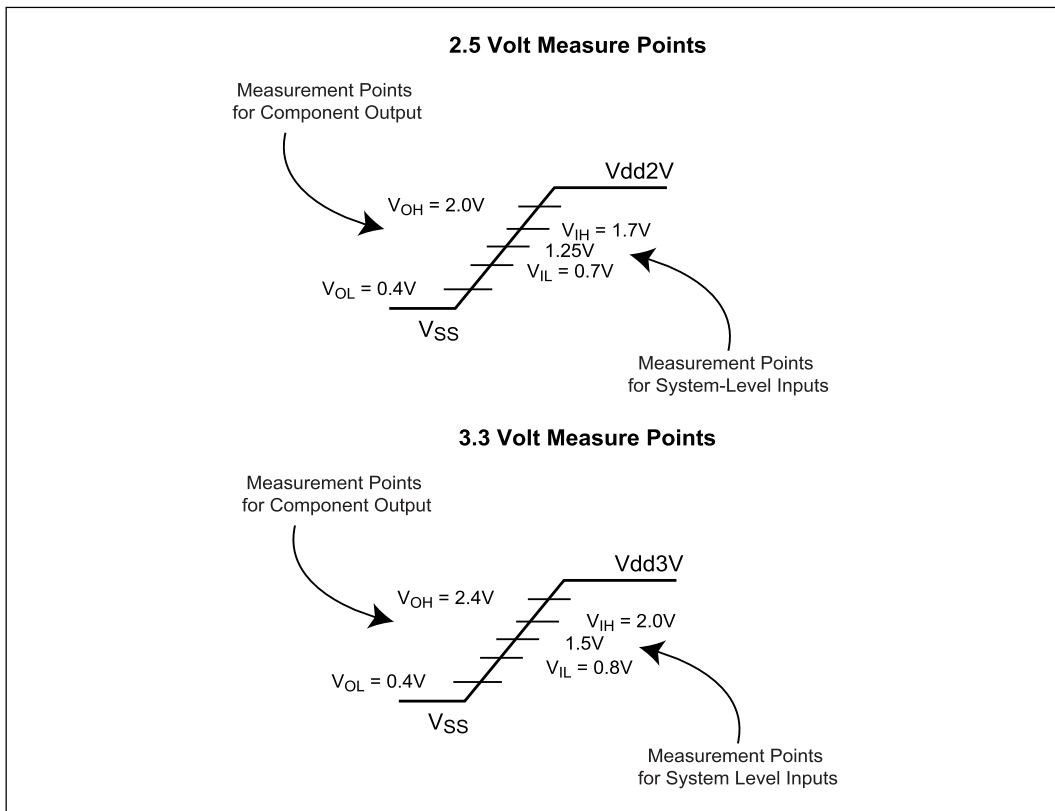 2.5 Volt Measure Points
Measurement Points
for Component Output
Vdd2V
VOH = 2.0V
VIH = 1.7V
1.25V
VIL = 0.7V
VOL = 0.4V
VSS
Measurement Points
for System-Level Inputs
3.3 Volt Measure Points
Measurement Points
for Component Output
Vdd3V
VOH = 2.4V
VIH = 2.0V
1.5V
VIL = 0.8V
VOL = 0.4V
VSS
Measurement Points
for System Level Inputs